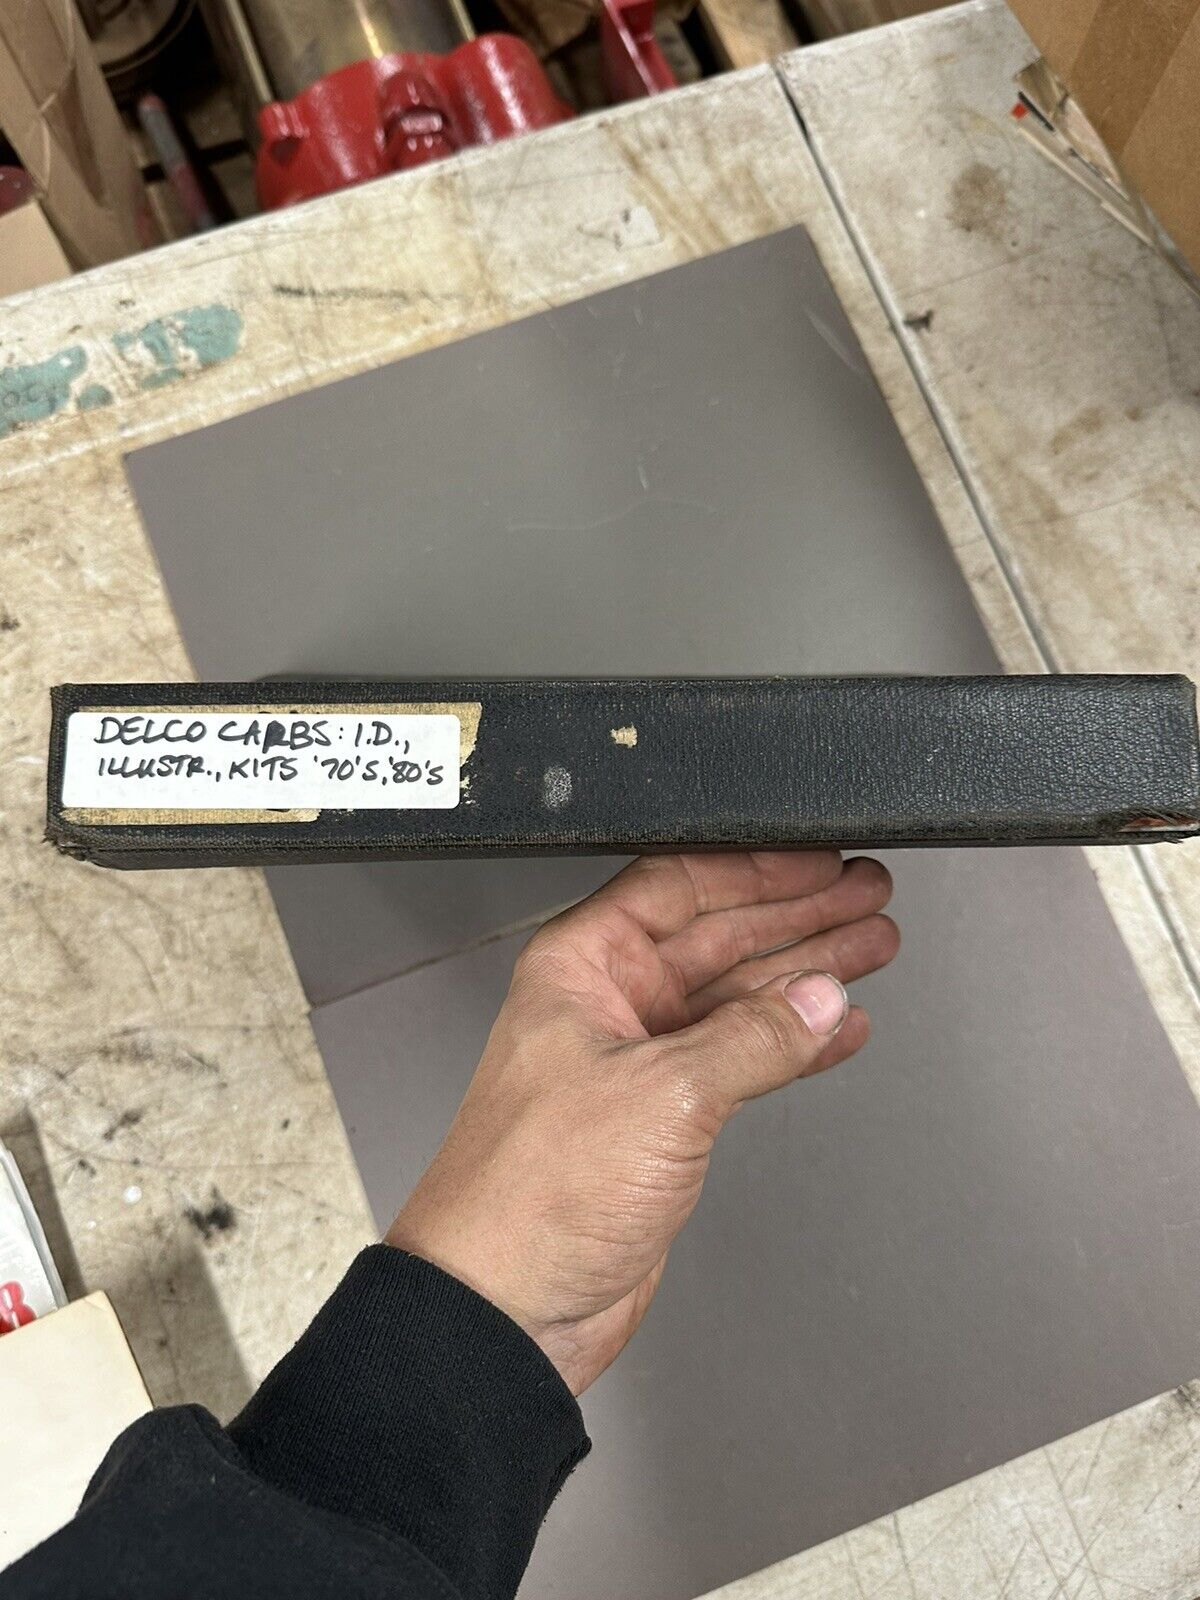 DELCO CARBS: I.D.,
ILLUSTR., KITS '70'S, '80'S